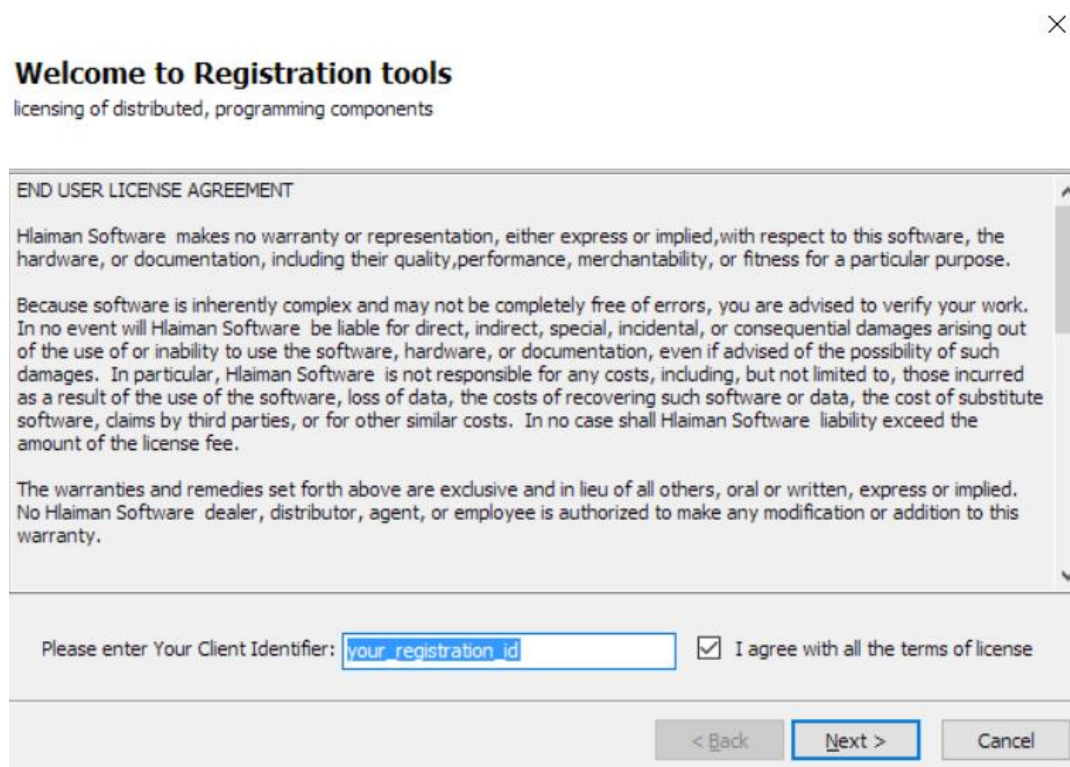 Welcome to Registration tools
licensing of distributed, programming components
END USER LICENSE AGREEMENT
Hlaiman Software  makes no warranty or representation, either express or implied,with respect to this software, the
hardware, or documentation, including their quality,performance, merchantability, or fitness for a particular purpose.
Because software is inherently complex and may not be completely free of errors, you are advised to verify your work.
In no event will Hlaiman Software  be liable for direct, indirect, special, incidental, or consequential damages arising out
of the use of or inability to use the software, hardware, or documentation, even if advised of the possibility of such
damages.  In particular, Hlaiman Software  is not responsible for any costs, including, but not limited to, those incurred
as a result of the use of the software, loss of data, the costs of recovering such software or data, the cost of substitute
software, claims by third parties, or for other similar costs.  In no case shall Hlaiman Software  liability exceed the
amount of the license fee.
The warranties and remedies set forth above are exclusive and in lieu of all others, oral or written, express or implied.
No Hlaiman Software  dealer, distributor, agent, or employee is authorized to make any modification or addition to this
warranty.
Please enter Your Client Identifier: your_registration_id I agree with all the terms of license
< Back Next > Cancel